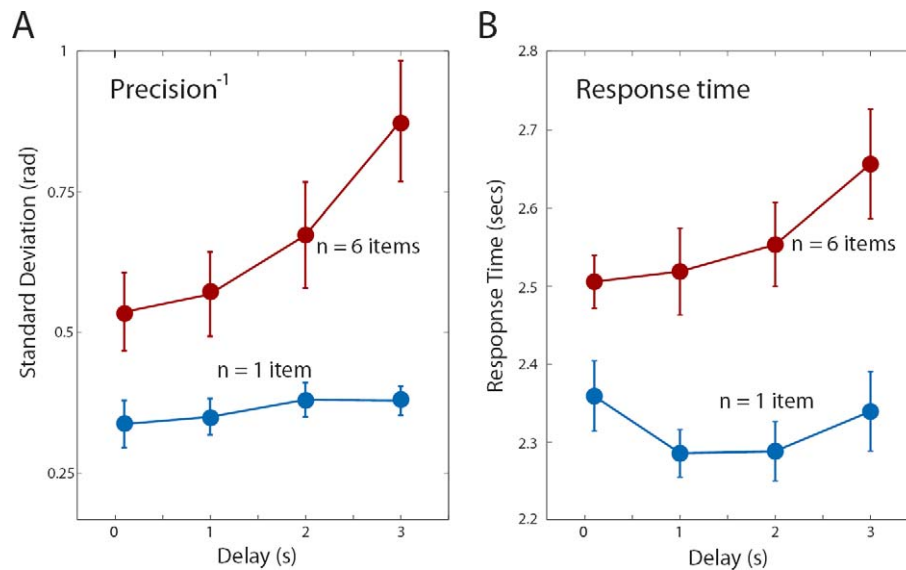 A
Precision-1
Standard Deviation (rad)
1
0.75
0.5
0.25
n = 6 items
n = 1 item
0 1 2 3
Delay (s)
B
Response time
Respopnse Time (secs)
2.8
2.7
2.6
2.5
2.4
2.3
2.2
n = 6 items
n = 1 item
0 1 2 3
Delay (s)